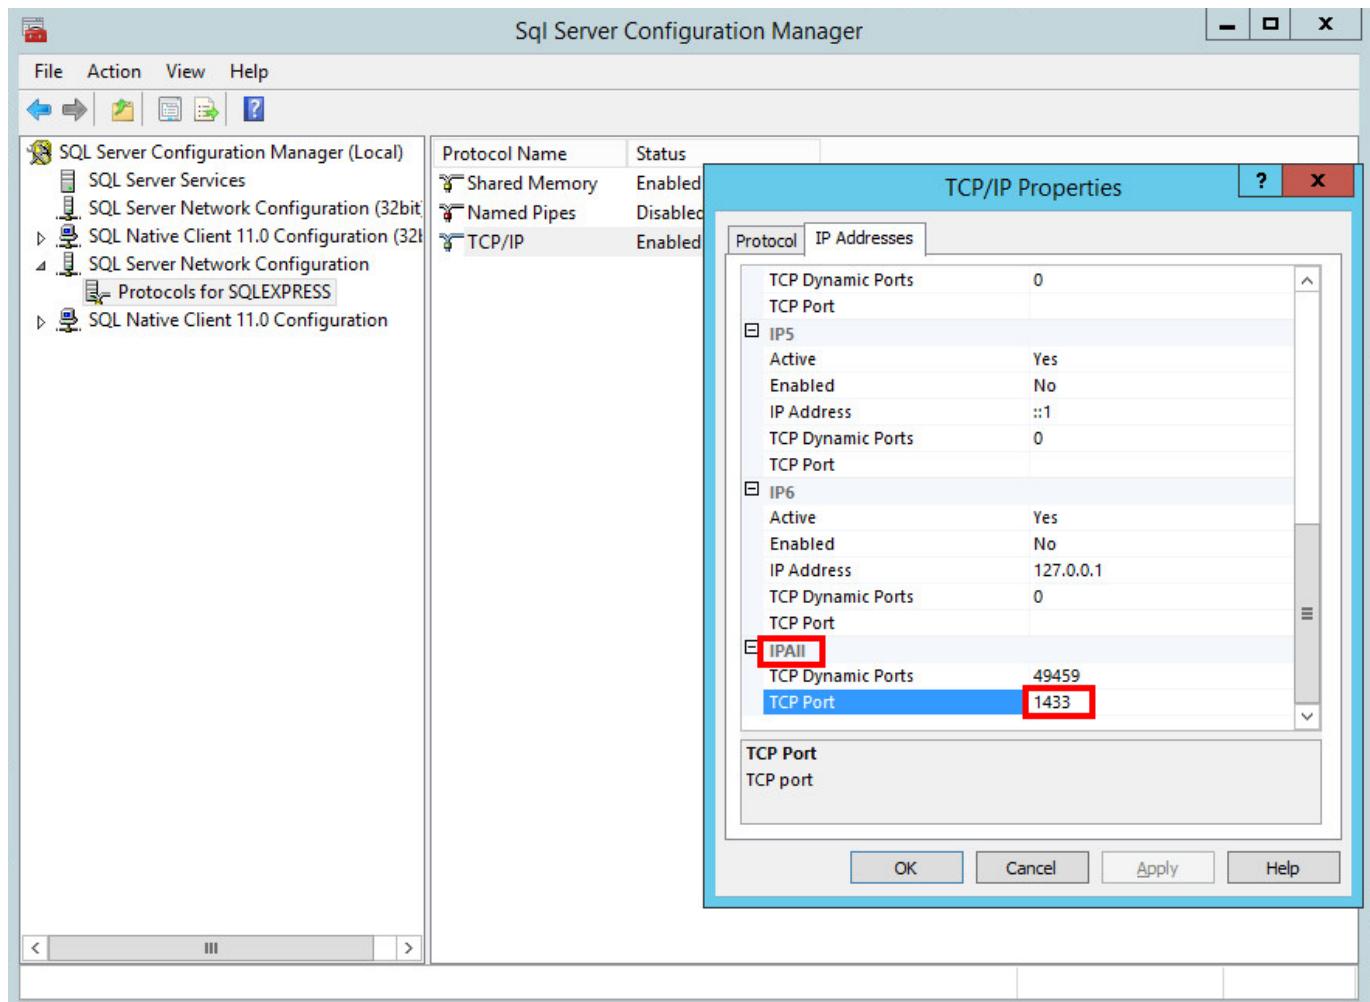 Sql Server Configuration Manager
File Action View Help
SQL Server Configuration Manager (Local)
SQL Server Services
SQL Server Network Configuration (32bit
SQL Native Client 11.0 Configuration (32b
SQL Server Network Configuration
Protocols for SQLEXPRESS
SQL Native Client 11.0 Configuration
Protocol Name Status
Shared Memory Enabled
Named Pipes Disabled
TCP/IP Enabled
TCP/IP Properties
? x
Protocol IP Addresses
TCP Dynamic Ports 0
TCP Port
IP5
Active Yes
Enabled No
IP Address ::1
TCP Dynamic Ports 0
TCP Port
IP6
Active Yes
Enabled No
IP Address 127.0.0.1
TCP Dynamic Ports 0
TCP Port
IPAll
TCP Dynamic Ports 49459
TCP Port 1433
TCP Port
TCP port
OK Cancel Apply Help